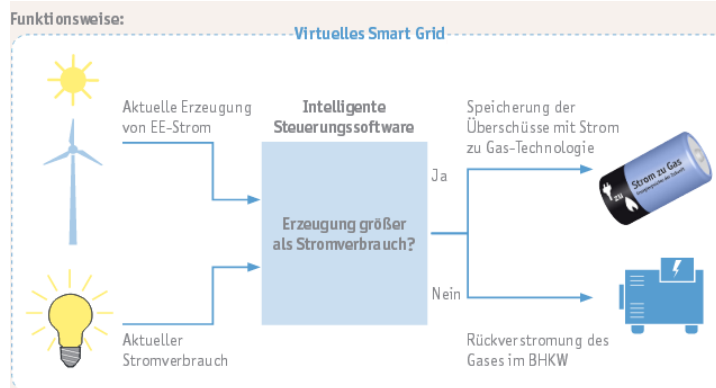 Funktionsweise:
Virtuelles Smart Grid
Aktuelle Erzeugung
von EE-Strom
Intelligente
Steuerungssoftware
Speicherung der
Überschüsse mit Strom
zu Gas-Technologie
Ja
Strom zu Gas
zu
Erzeugung größer
als Stromverbrauch?
Nein
Aktueller
Stromverbrauch
Rückverstromung des
Gases im BHKW